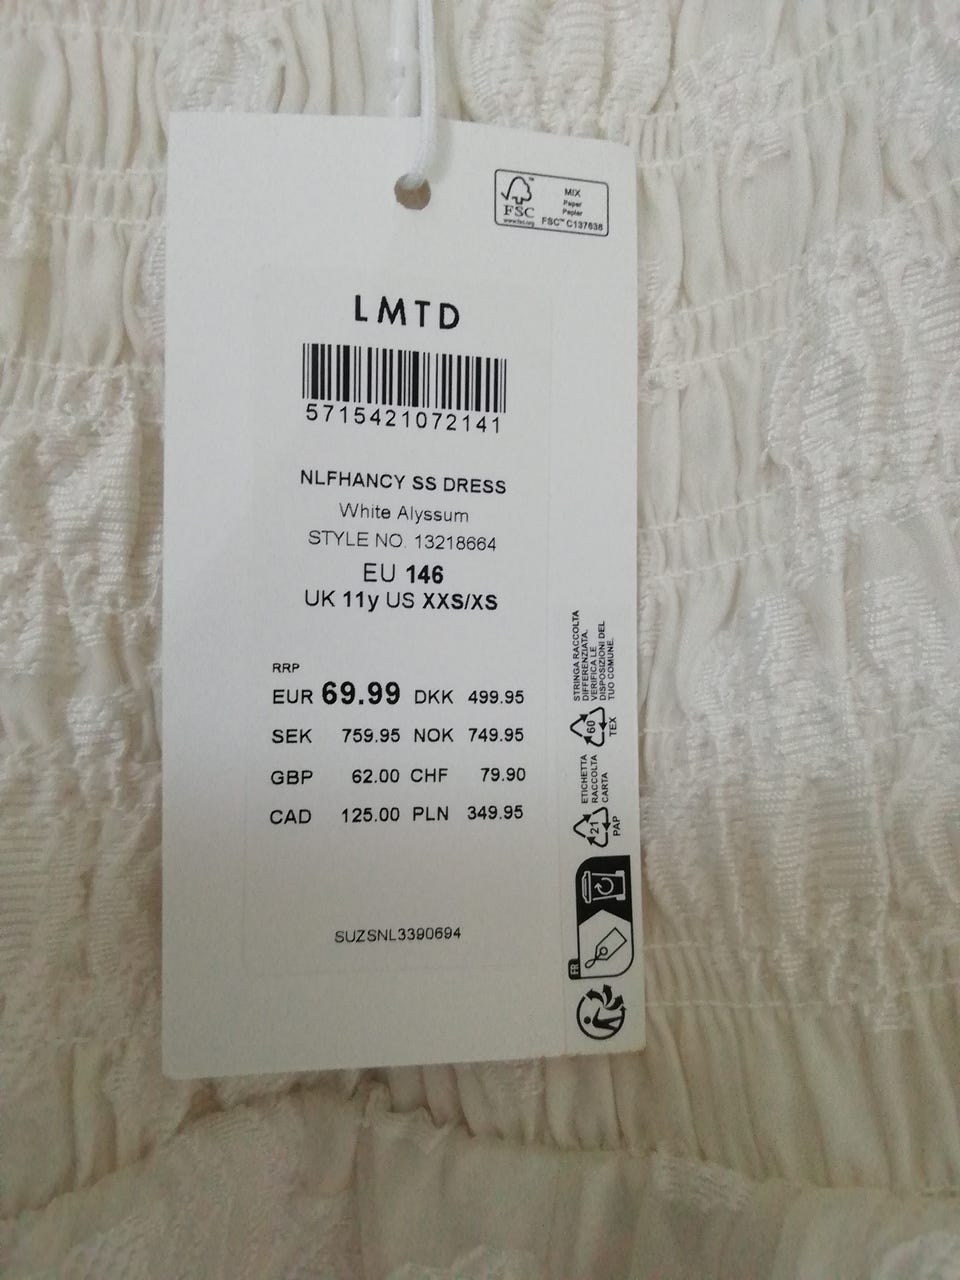 FSC™
www.fsc.org
MIX
Paper
Papier
FSC™ C137638
LMTD
5715421072141
NLFHANCY SS DRESS
White Alyssum
STYLE NO. 13218664
EU 146
UK 11y US XXS/XS
RRP
EUR 69.99 DKK 499.95
SEK 759.95 NOK 749.95
GBP 62.00 CHF 79.90
CAD 125.00 PLN 349.95
SUZSNL3390694
STRINGA RACCOLTA
DIFFERENZIATA.
VERIFICA LE
DISPOSIZIONI DEL
TUO COMUNE.
60
TEX
ETICHETTA
RACCOLTA
CARTA
21
PAP
FR